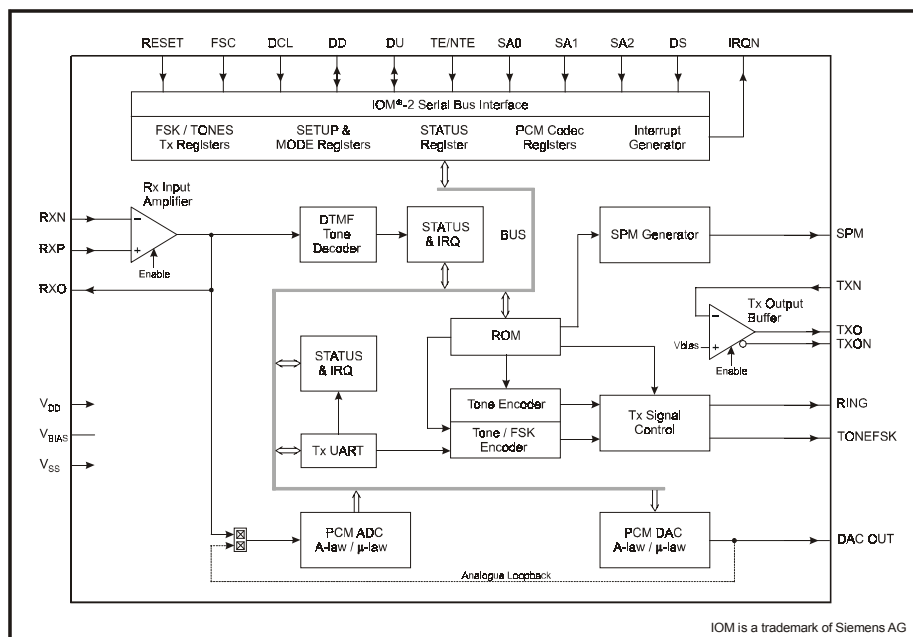 RESET FSC DCL DD DU TE/NTE SA0 SA1 SA2 DS IRQN
IOM®-2 Serial Bus Interface
FSK / TONES
Tx Registers
SETUP &
MODE Registers
STATUS
Register
PCM Codec
Registers
Interrupt
Generator
Rx Input
Amplifier
RXN
RXP
RXO
Enable
DTMF
Tone
Decoder
STATUS
& IRQ
BUS
SPM Generator
SPM
TXN
Tx Output
Buffer
TXO
TXON
Vbias
Enable
ROM
STATUS
& IRQ
Tone Encoder
Tone / FSK
Encoder
Tx UART
Tx Signal
Control
RING
TONEFSK
VDD
VBIAS
VSS
PCM ADC
A-law / µ-law
PCM DAC
A-law / µ-law
DAC OUT
Analogue Loopback
IOM is a trademark of Siemens AG